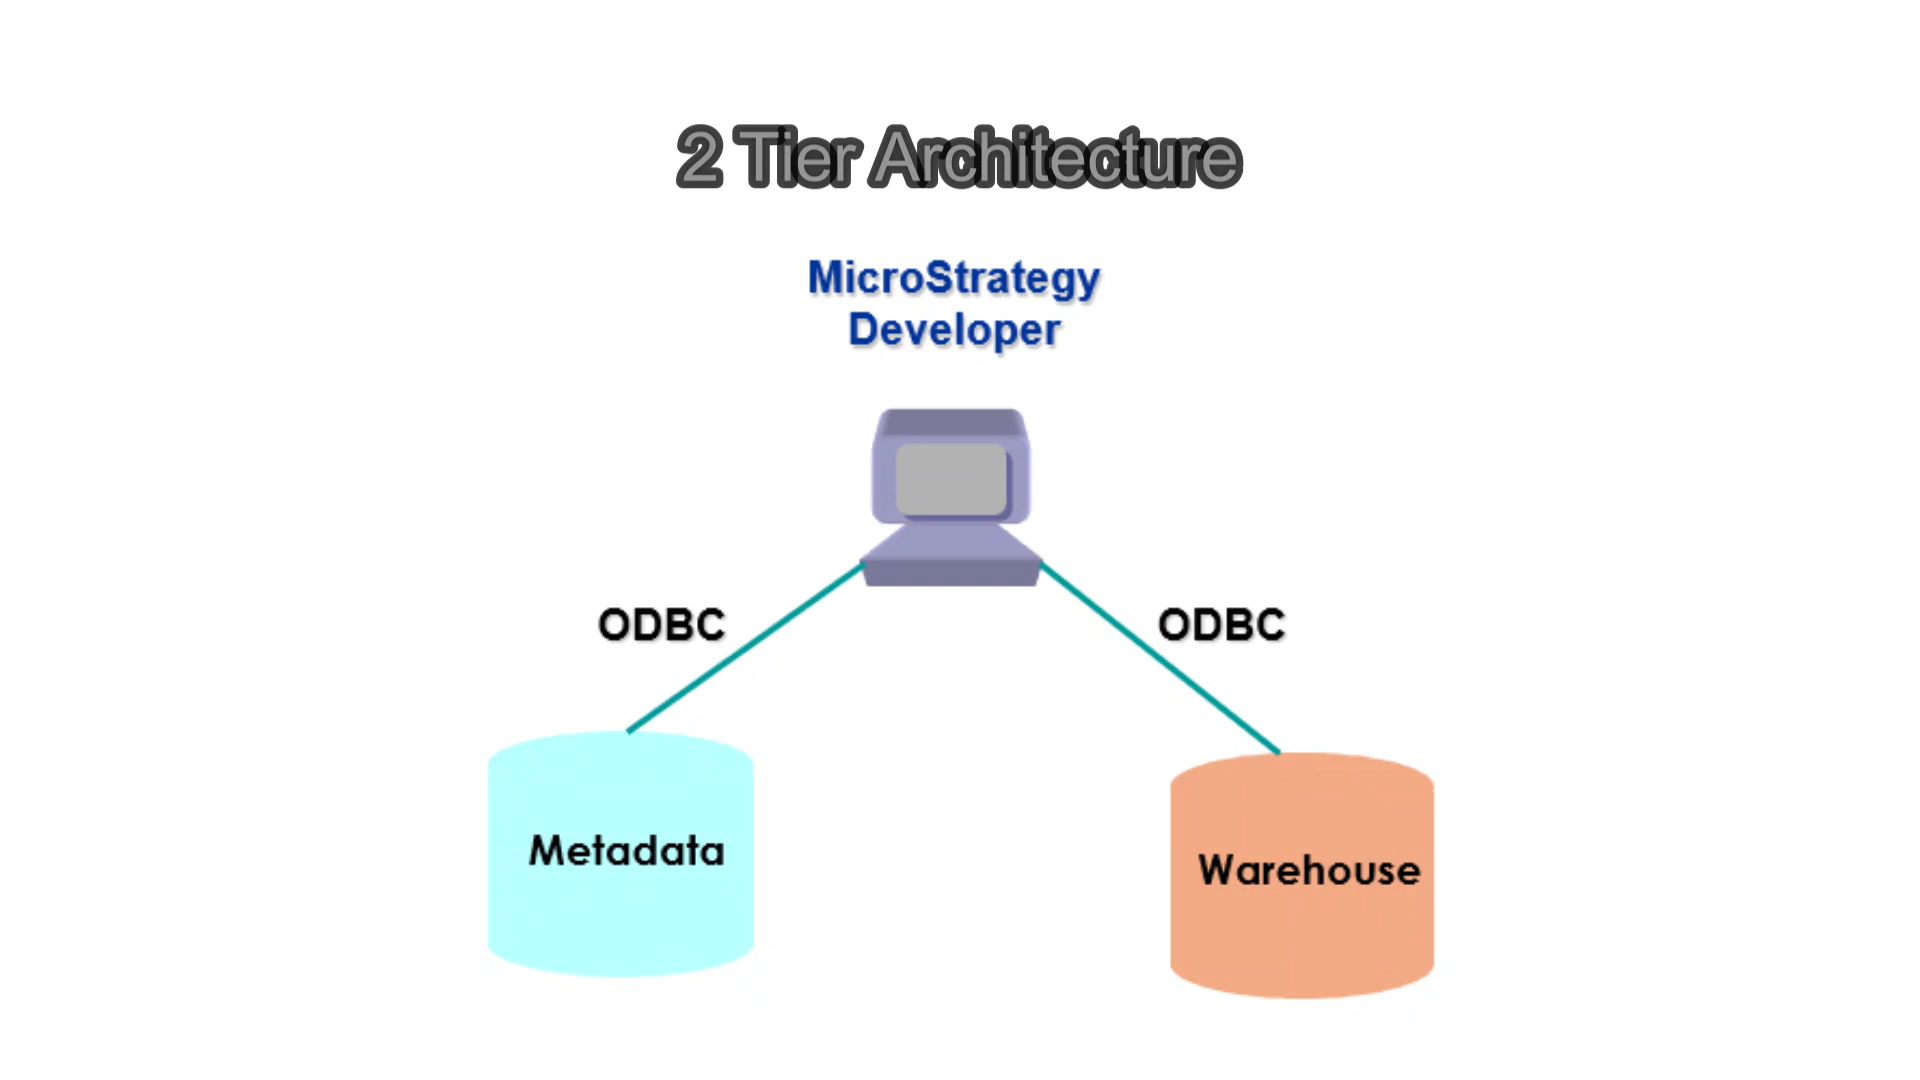 2 Tier Architecture
MicroStrategy
Developer
ODBC
ODBC
Metadata
Warehouse